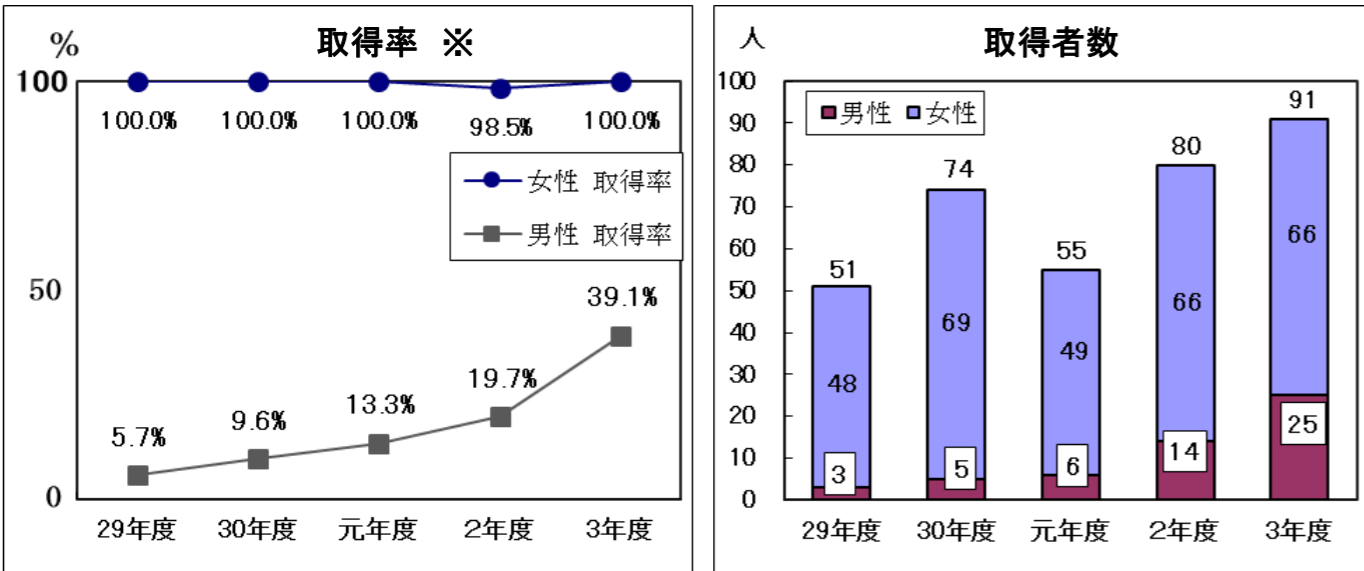 % 取得率 ※
100
50
0
100.0% 100.0% 100.0% 98.5% 100.0%
女性 取得率
男性 取得率
5.7% 9.6% 13.3% 19.7% 39.1%
29年度 30年度 元年度 2年度 3年度
人 取得者数
100
90
80
70
60
50
40
30
20
10
0
男性 女性
51 74 55 80 91
48 69 49 66 66
3 5 6 14 25
29年度 30年度 元年度 2年度 3年度